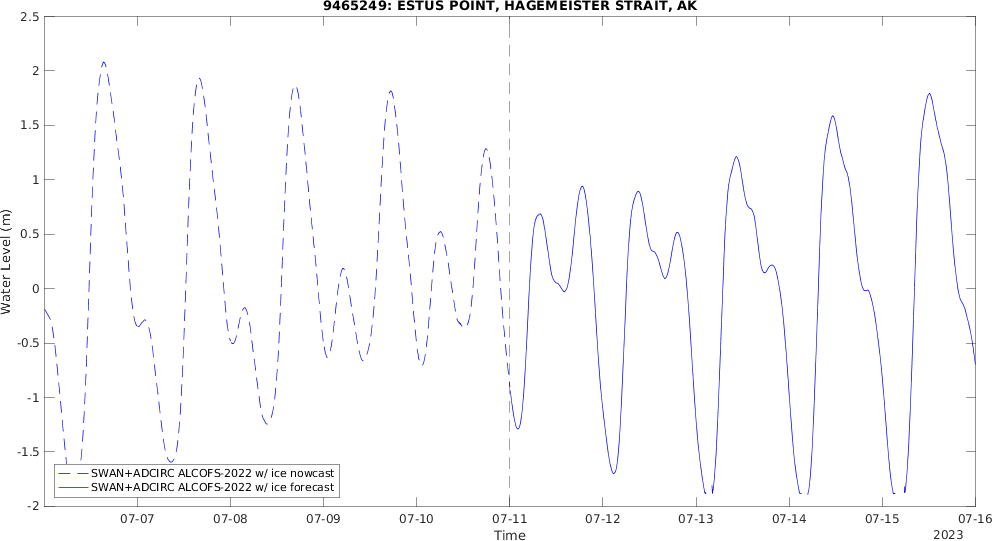 9465249: ESTUS POINT, HAGEMEISTER STRAIT, AK
2.5
2
1.5
1
0.5
0
-0.5
-1
-1.5
-2
Water Level (m)
SWAN+ADCIRC ALCOFS-2022 w/ ice nowcast
SWAN+ADCIRC ALCOFS-2022 w/ ice forecast
07-07 07-08 07-09 07-10 07-11 07-12 07-13 07-14 07-15 07-16
Time
2023